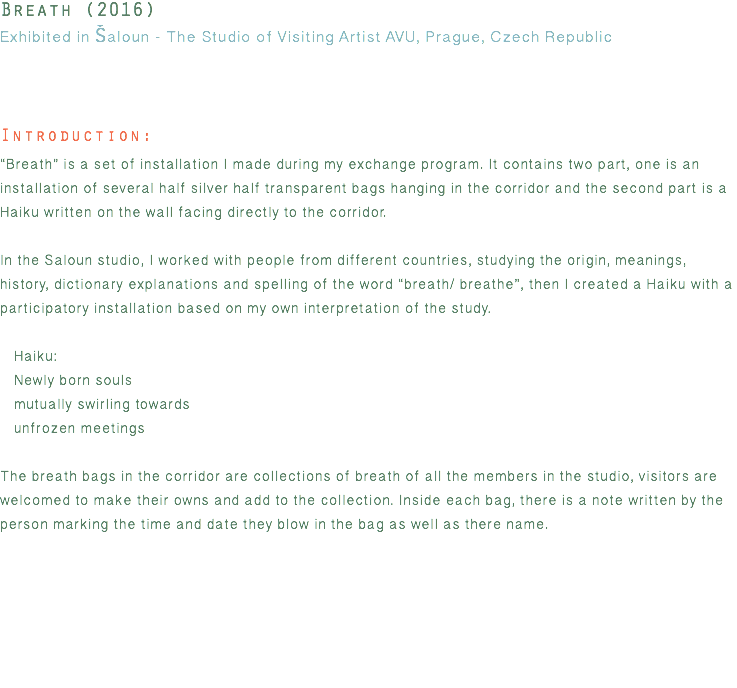 Breath (2016)
Exhibited in Šaloun - The Studio of Visiting Artist AVU, Prague, Czech Republic
Introduction:
"Breath" is a set of installation I made during my exchange program. It contains two part, one is an
installation of several half silver half transparent bags hanging in the corridor and the second part is a
Haiku written on the wall facing directly to the corridor.
In the Saloun studio, I worked with people from different countries, studying the origin, meanings,
history, dictionary explanations and spelling of the word "breath/ breathe", then I created a Haiku with a
participatory installation based on my own interpretation of the study.
Haiku:
Newly born souls
mutually swirling towards
unfrozen meetings
The breath bags in the corridor are collections of breath of all the members in the studio, visitors are
welcomed to make their owns and add to the collection. Inside each bag, there is a note written by the
person marking the time and date they blow in the bag as well as there name.